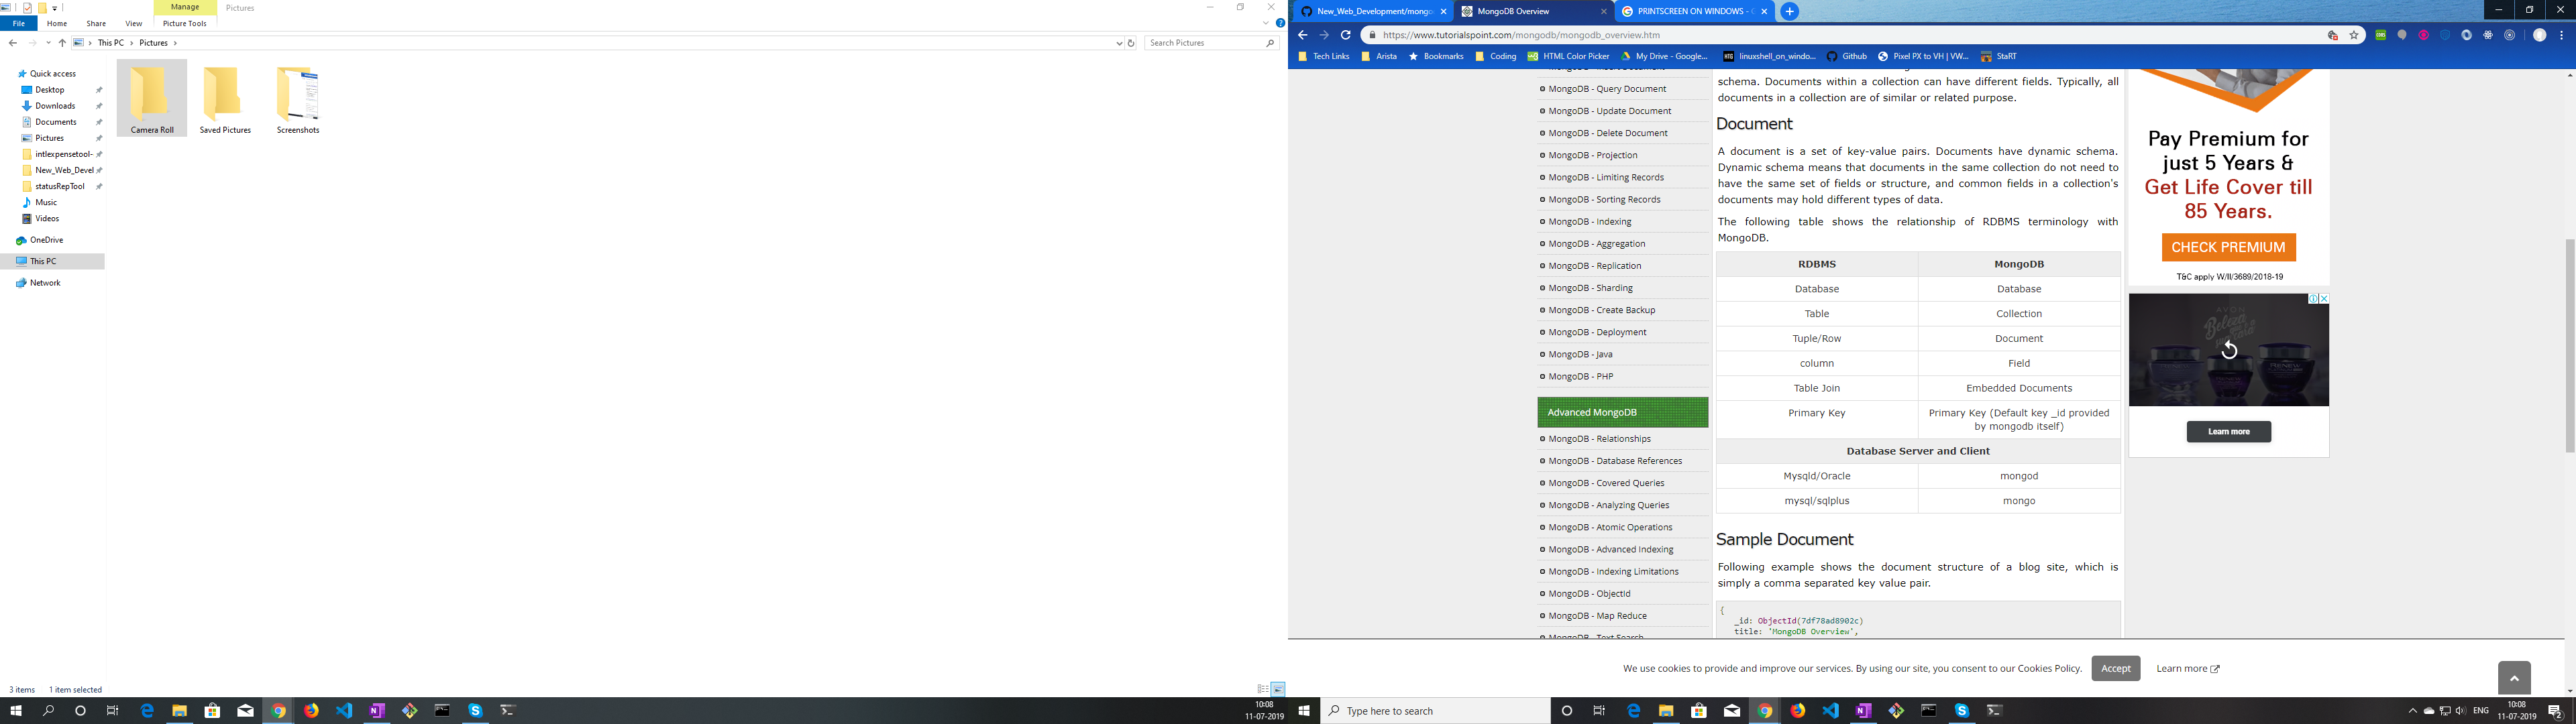 Manage
Pictures
File
Home
Share
View
Picture Tools
This PC
Pictures
Search Pictures
Quick access
Desktop
Downloads
Documents
Pictures
intlexpensetool-
New_Web_Devel
statusRepTool
Music
Videos
OneDrive
This PC
Network
Camera Roll
Saved Pictures
Screenshots
3 items
1 item selected
10:08
11-07-2019
New_Web_Development/mongo
MongoDB Overview
PRINTSCREEN ON WINDOWS -
https://www.tutorialspoint.com/mongodb/mongodb_overview.htm
Tech Links
Arista
Bookmarks
Coding
HTML Color Picker
My Drive - Google...
linuxshell_on_windo...
Github
Pixel PX to VH | VW...
StaRT
MongoDB - Query Document
MongoDB - Update Document
MongoDB - Delete Document
MongoDB - Projection
MongoDB - Limiting Records
MongoDB - Sorting Records
MongoDB - Indexing
MongoDB - Aggregation
MongoDB - Replication
MongoDB - Sharding
MongoDB - Create Backup
MongoDB - Deployment
MongoDB - Java
MongoDB - PHP
Advanced MongoDB
MongoDB - Relationships
MongoDB - Database References
MongoDB - Covered Queries
MongoDB - Analyzing Queries
MongoDB - Atomic Operations
MongoDB - Advanced Indexing
MongoDB - Indexing Limitations
MongoDB - ObjectId
MongoDB - Map Reduce
MongoDB - Text Search
schema. Documents within a collection can have different fields. Typically, all
documents in a collection are of similar or related purpose.
Document
A document is a set of key-value pairs. Documents have dynamic schema.
Dynamic schema means that documents in the same collection do not need to
have the same set of fields or structure, and common fields in a collection's
documents may hold different types of data.
The following table shows the relationship of RDBMS terminology with
MongoDB.
RDBMS MongoDB
Database Database
Table Collection
Tuple/Row Document
column Field
Table Join Embedded Documents
Primary Key Primary Key (Default key _id provided
by mongodb itself)
Database Server and Client
Mysqld/Oracle mongod
mysql/sqlplus mongo
Sample Document
Following example shows the document structure of a blog site, which is
simply a comma separated key value pair.
{
_id: ObjectId(7df78ad8902c)
title: 'MongoDB Overview',
Pay Premium for
just 5 Years &
Get Life Cover till
85 Years.
CHECK PREMIUM
T&C apply W/II/3689/2018-19
AVON
RENEW
Learn more
We use cookies to provide and improve our services. By using our site, you consent to our Cookies Policy.
Accept
Learn more
Type here to search
ENG
10:08
11-07-2019
2